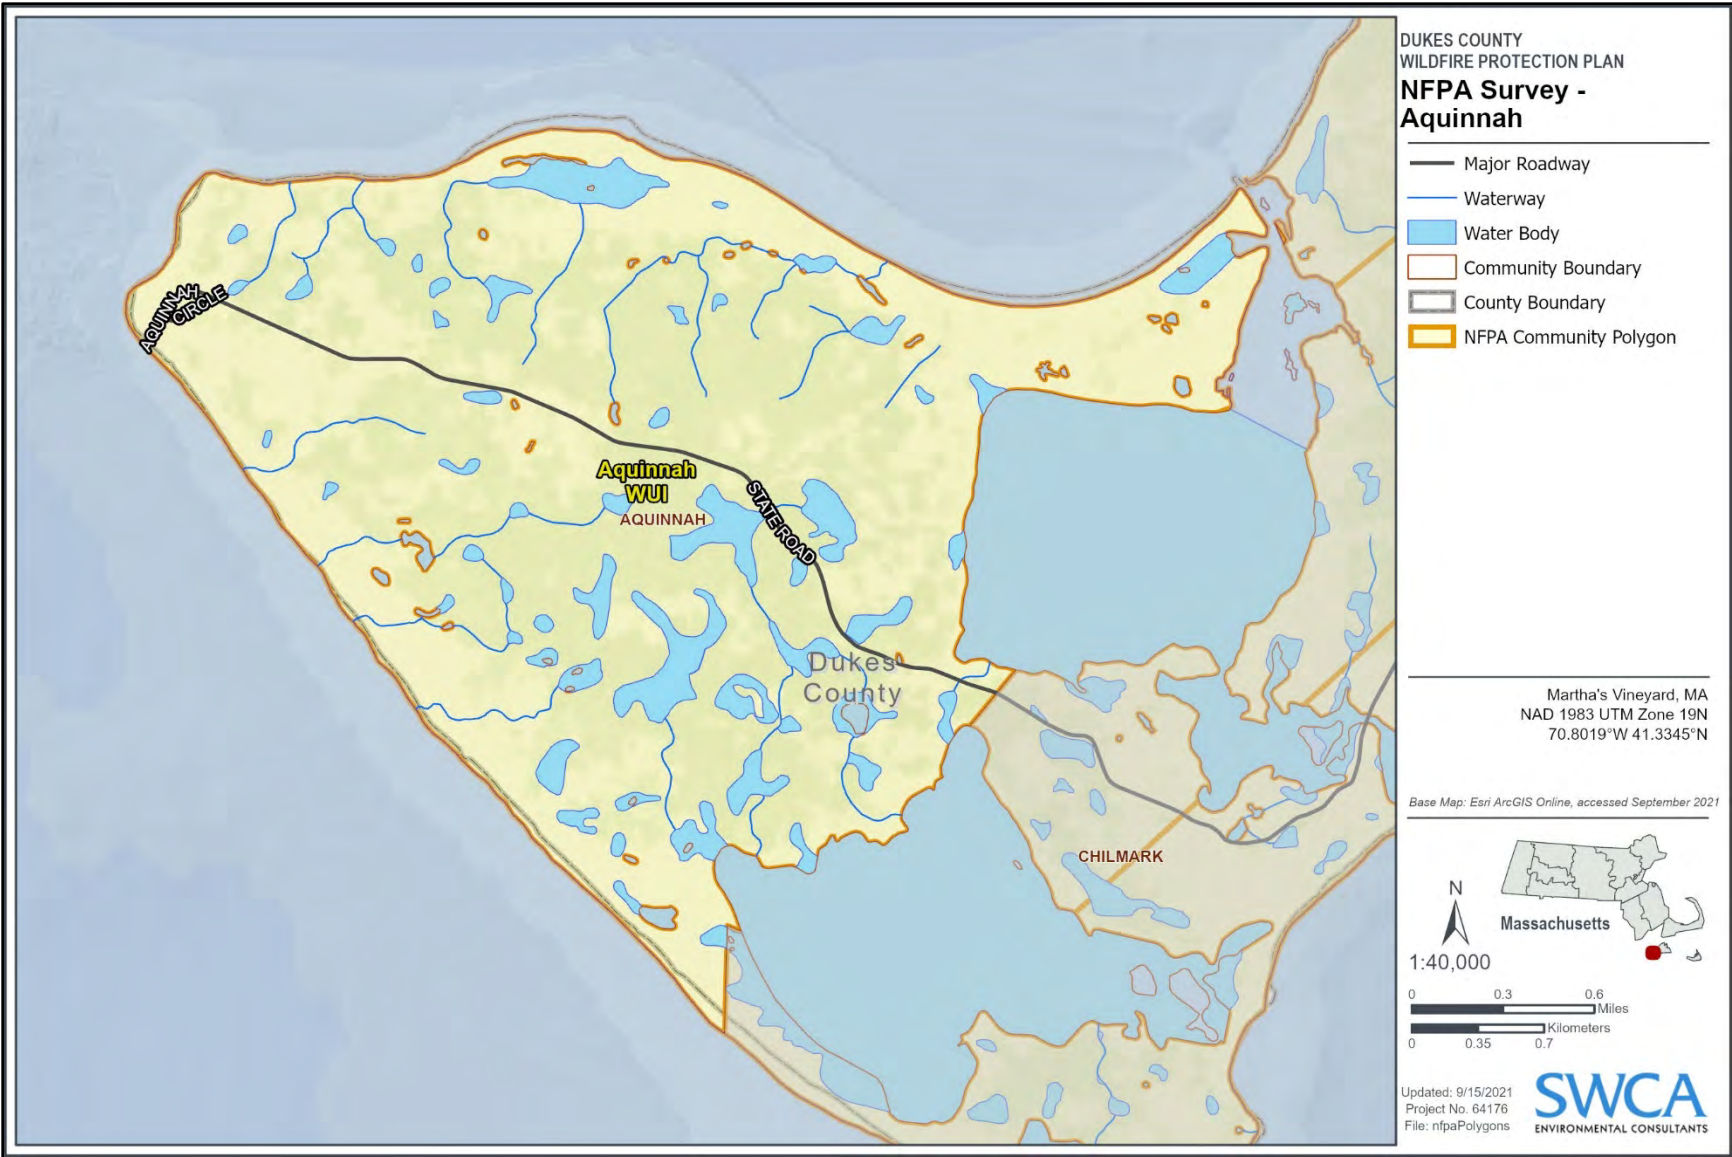 DUKES COUNTY
WILDFIRE PROTECTION PLAN
NFPA Survey -
Aquinnah
Major Roadway
Waterway
Water Body
Community Boundary
County Boundary
NFPA Community Polygon
AQUINNAH
CIRCLE
Aquinnah
WUI
AQUINNAH
STATE ROAD
Dukes
County
CHILMARK
Martha's Vineyard, MA
NAD 1983 UTM Zone 19N
70.8019°W 41.3345°N
Base Map: Esri ArcGIS Online, accessed September 2021
N
1:40,000
Massachusetts
0 0.3 0.6
Miles
Kilometers
0 0.35 0.7
Updated: 9/15/2021
Project No. 64176
File: nfpaPolygons
SWCA
ENVIRONMENTAL CONSULTANTS